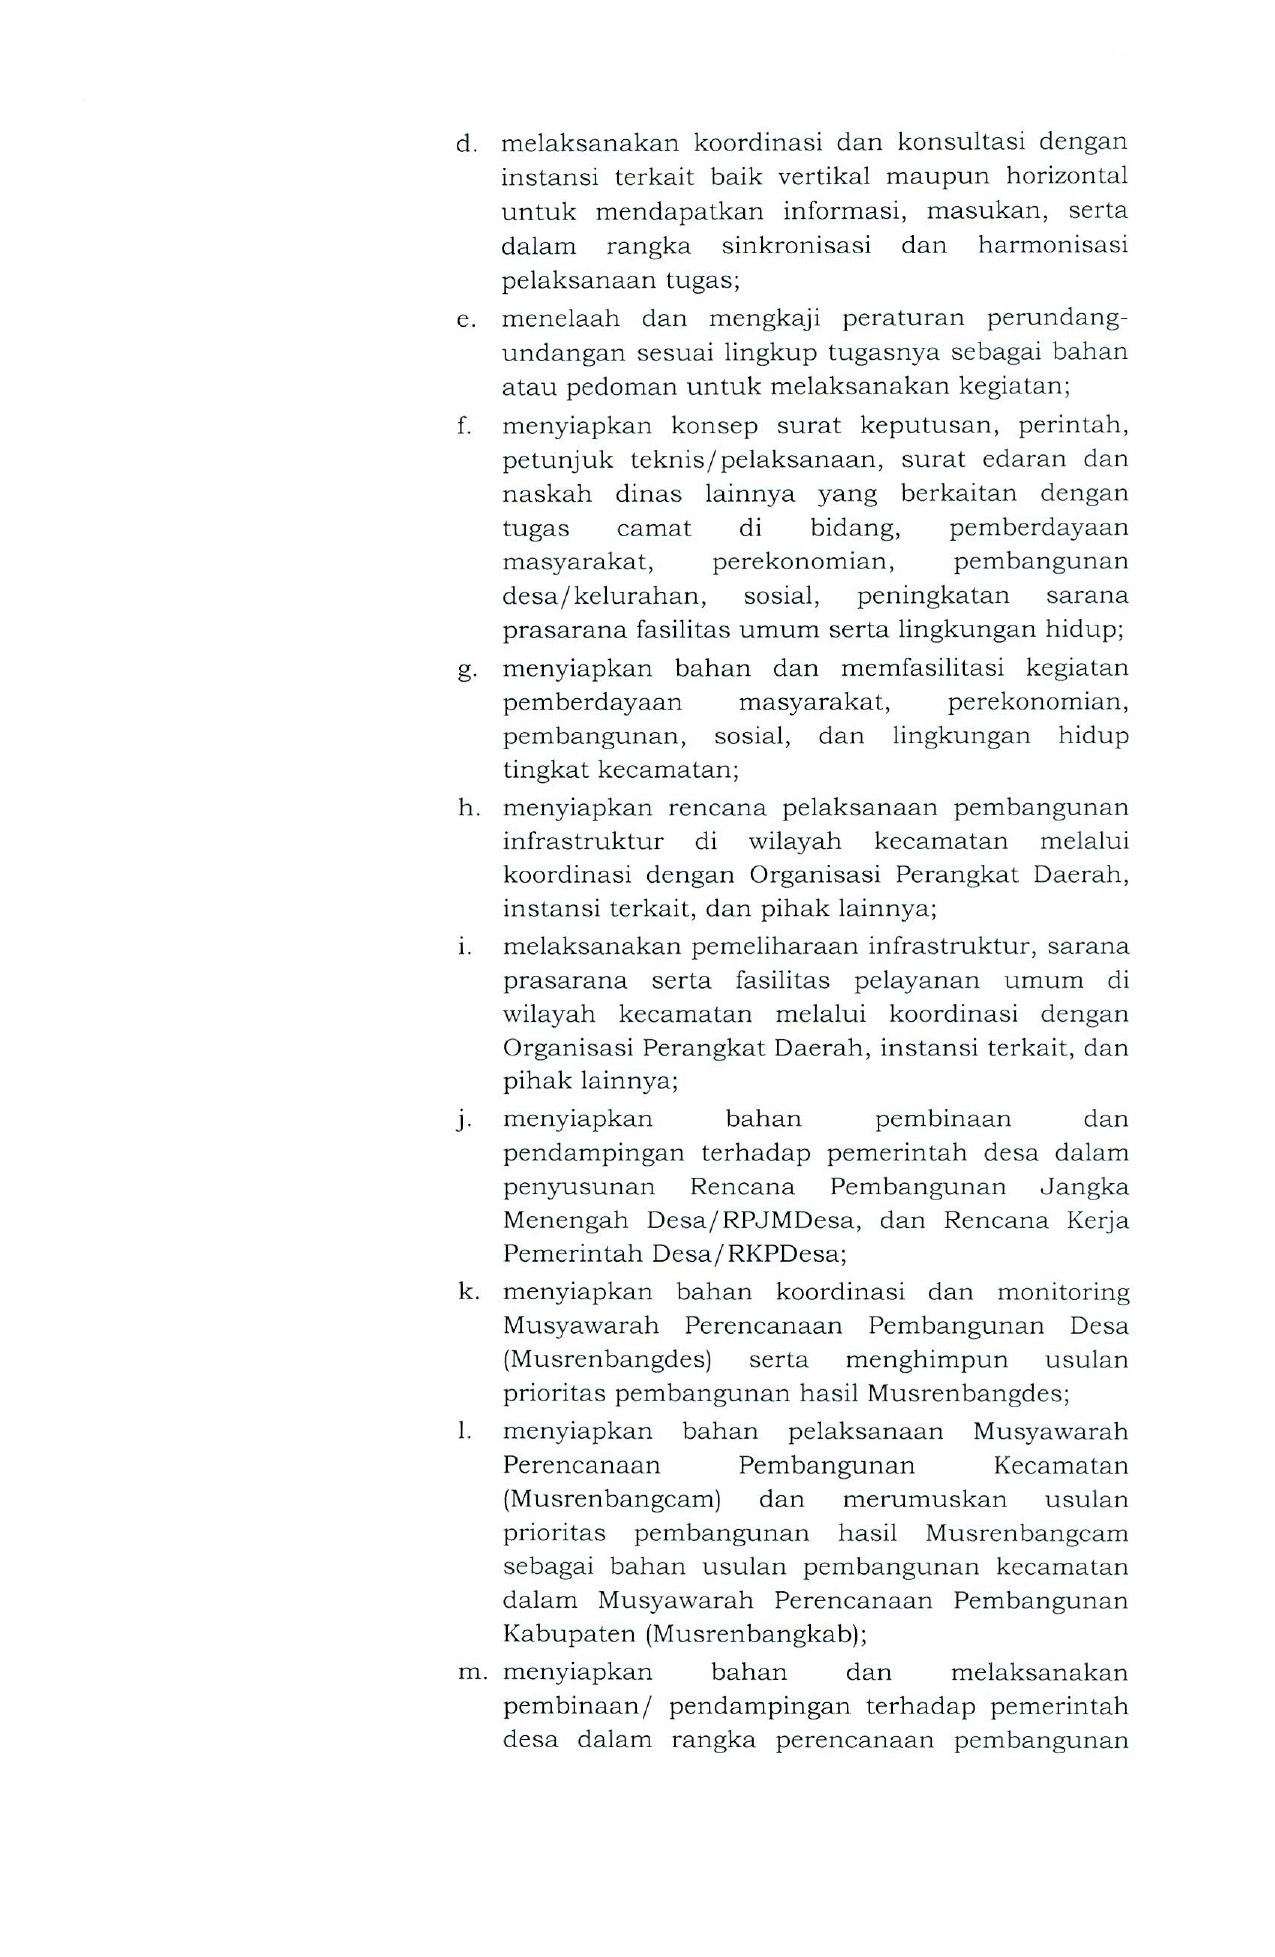 d. melaksanakan koordinasi dan konsultasi dengan
instansi terkait baik vertikal maupun horizontal
untuk mendapatkan informasi, masukan, serta
dalam rangka sinkronisasi dan harmonisasi
pelaksanaan tugas;
e. menelaah dan mengkaji peraturan perundang-
undangan sesuai lingkup tugasnya sebagai bahan
atau pedoman untuk melaksanakan kegiatan;
f. menyiapkan konsep surat keputusan, perintah,
petunjuk teknis/pelaksanaan, surat edaran dan
naskah dinas lainnya yang berkaitan dengan
tugas camat di bidang, pemberdayaan
masyarakat, perekonomian, pembangunan
desa/kelurahan, sosial, peningkatan sarana
prasarana fasilitas umum serta lingkungan hidup;
g. menyiapkan bahan dan memfasilitasi kegiatan
pemberdayaan masyarakat, perekonomian,
pembangunan, sosial, dan lingkungan hidup
tingkat kecamatan;
h. menyiapkan rencana pelaksanaan pembangunan
infrastruktur di wilayah kecamatan melalui
koordinasi dengan Organisasi Perangkat Daerah,
instansi terkait, dan pihak lainnya;
i. melaksanakan pemeliharaan infrastruktur, sarana
prasarana serta fasilitas pelayanan umum di
wilayah kecamatan melalui koordinasi dengan
Organisasi Perangkat Daerah, instansi terkait, dan
pihak lainnya;
j. menyiapkan bahan pembinaan dan
pendampingan terhadap pemerintah desa dalam
penyusunan Rencana Pembangunan Jangka
Menengah Desa/RPJMDesa, dan Rencana Kerja
Pemerintah Desa/RKPDesa;
k. menyiapkan bahan koordinasi dan monitoring
Musyawarah Perencanaan Pembangunan Desa
(Musrenbangdes) serta menghimpun usulan
prioritas pembangunan hasil Musrenbangdes;
l. menyiapkan bahan pelaksanaan Musyawarah
Perencanaan Pembangunan Kecamatan
(Musrenbangcam) dan merumuskan usulan
prioritas pembangunan hasil Musrenbangcam
sebagai bahan usulan pembangunan kecamatan
dalam Musyawarah Perencanaan Pembangunan
Kabupaten (Musrenbangkab);
m. menyiapkan bahan dan melaksanakan
pembinaan/ pendampingan terhadap pemerintah
desa dalam rangka perencanaan pembangunan